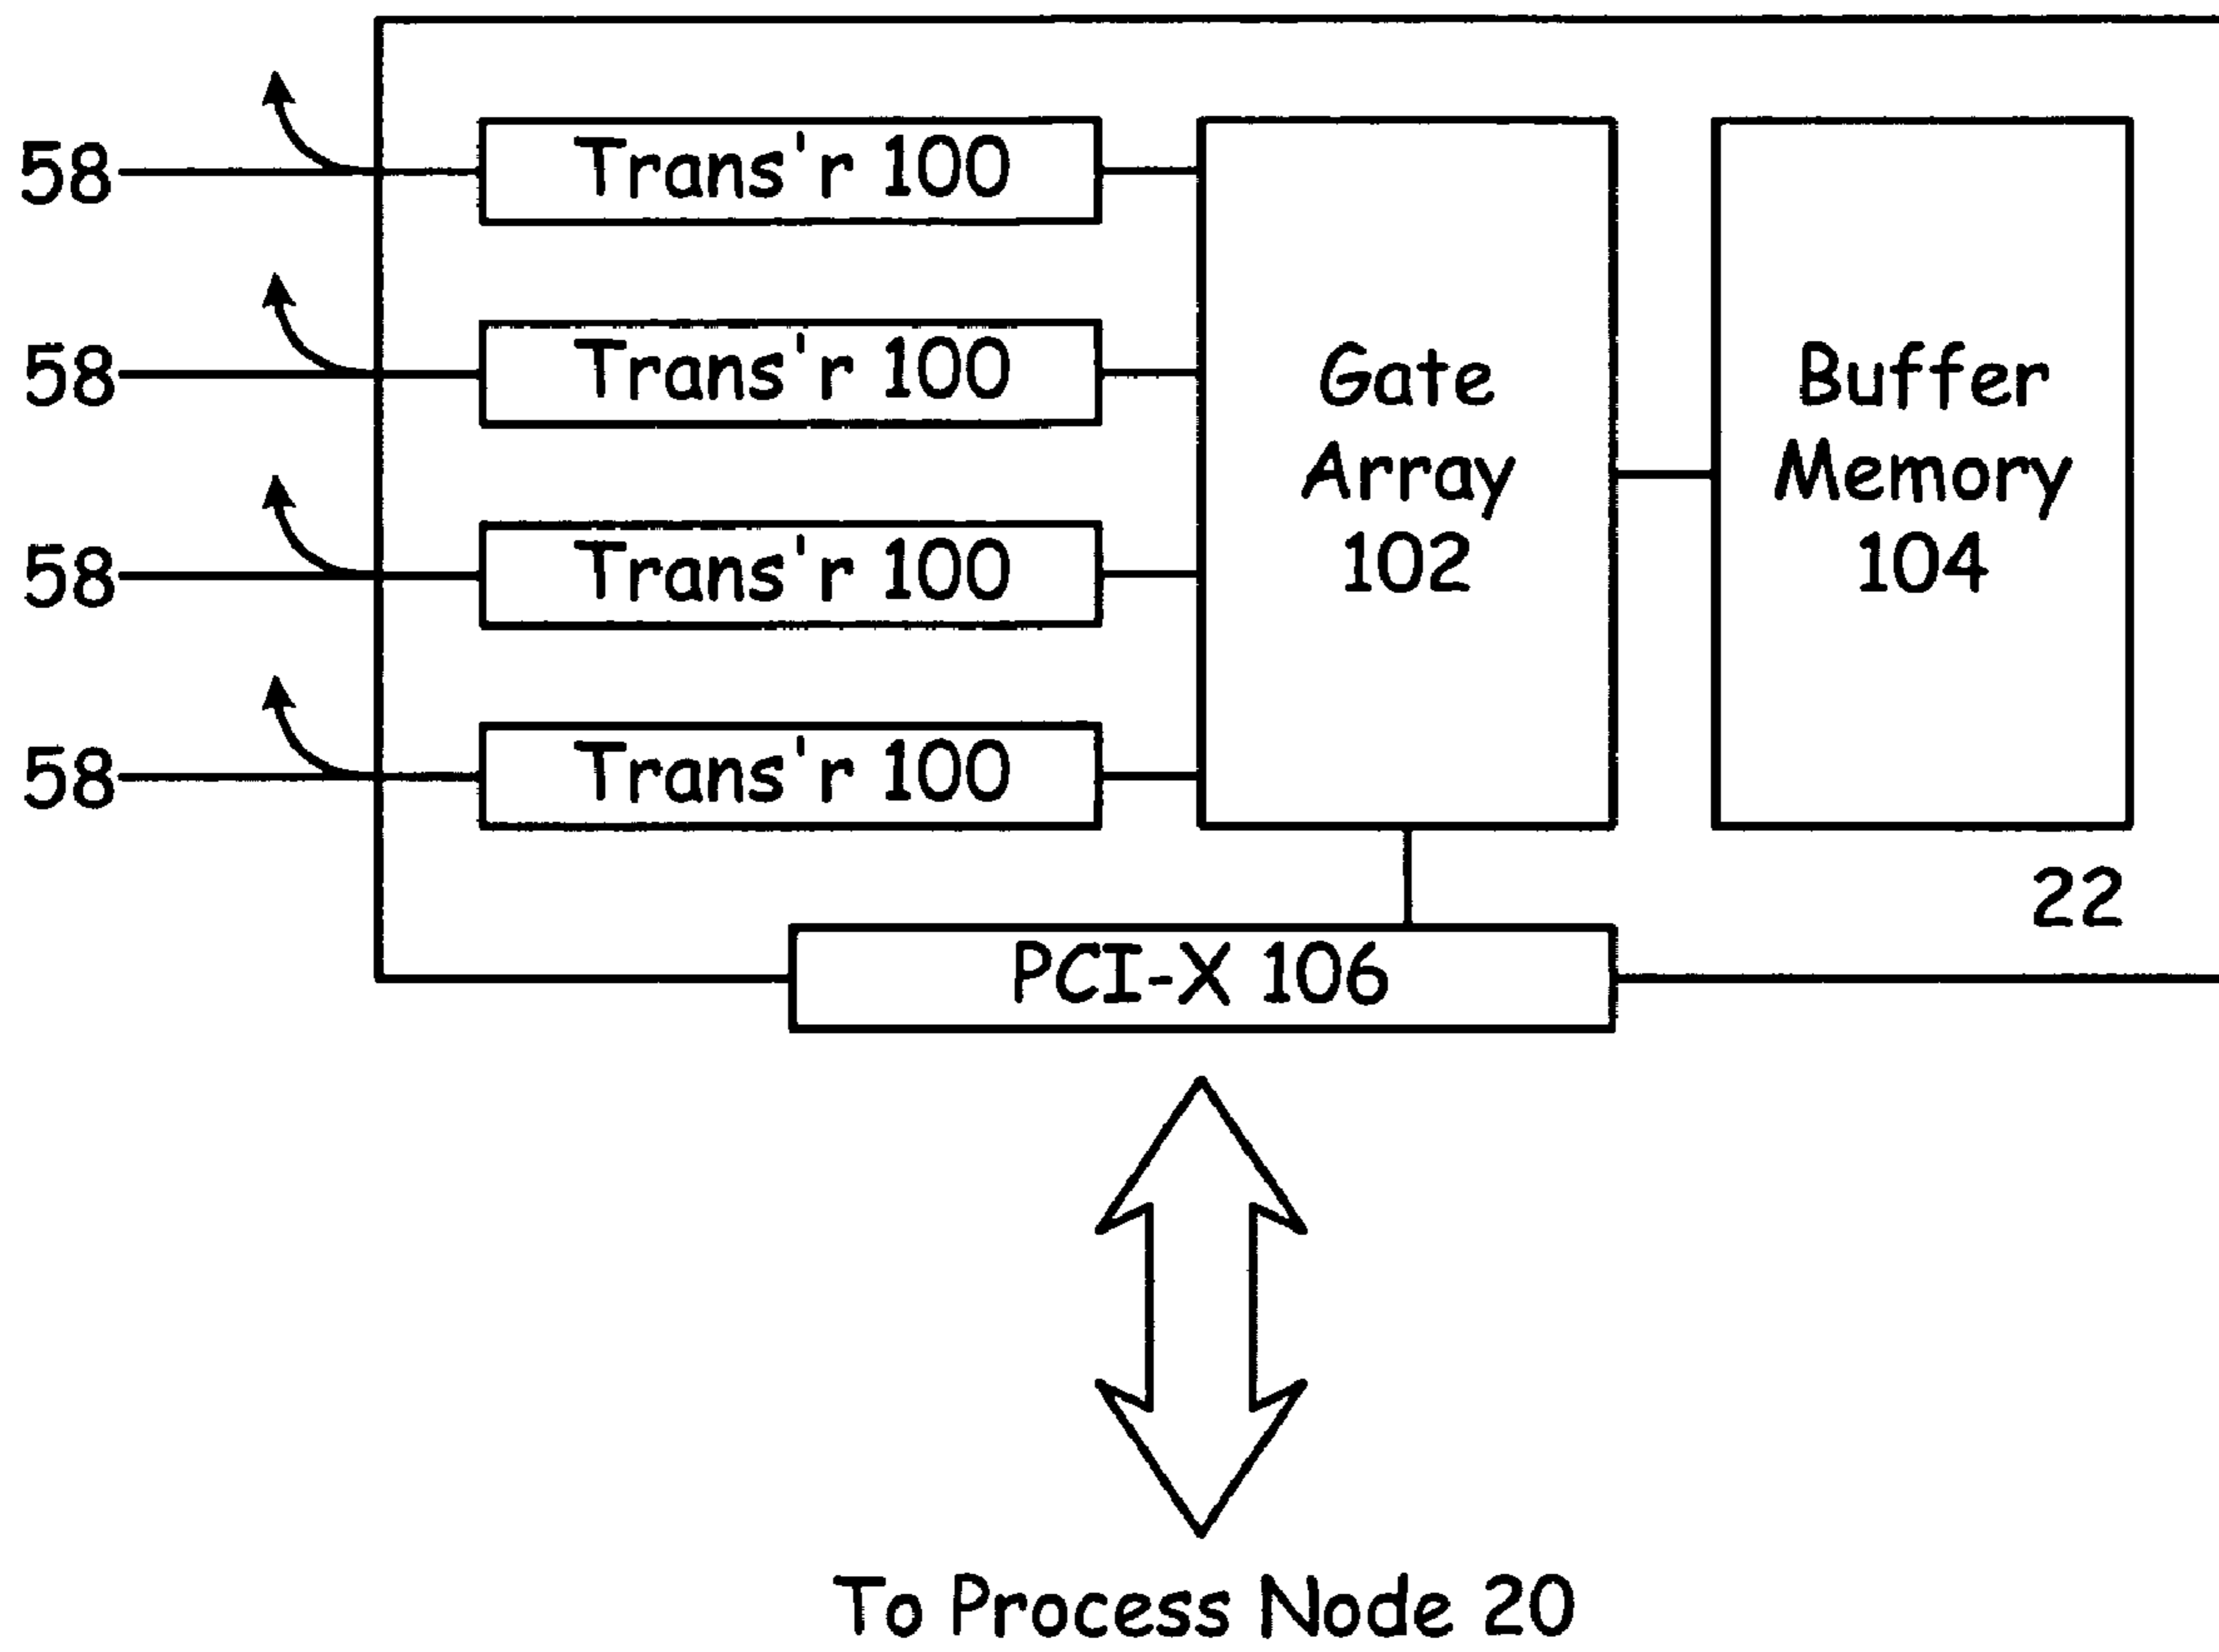 58
Trans'r 100
58
Trans'r 100
58
Trans'r 100
58
Trans'r 100
Gate
Array
102
Buffer
Memory
104
22
PCI-X 106
To Process Node 20